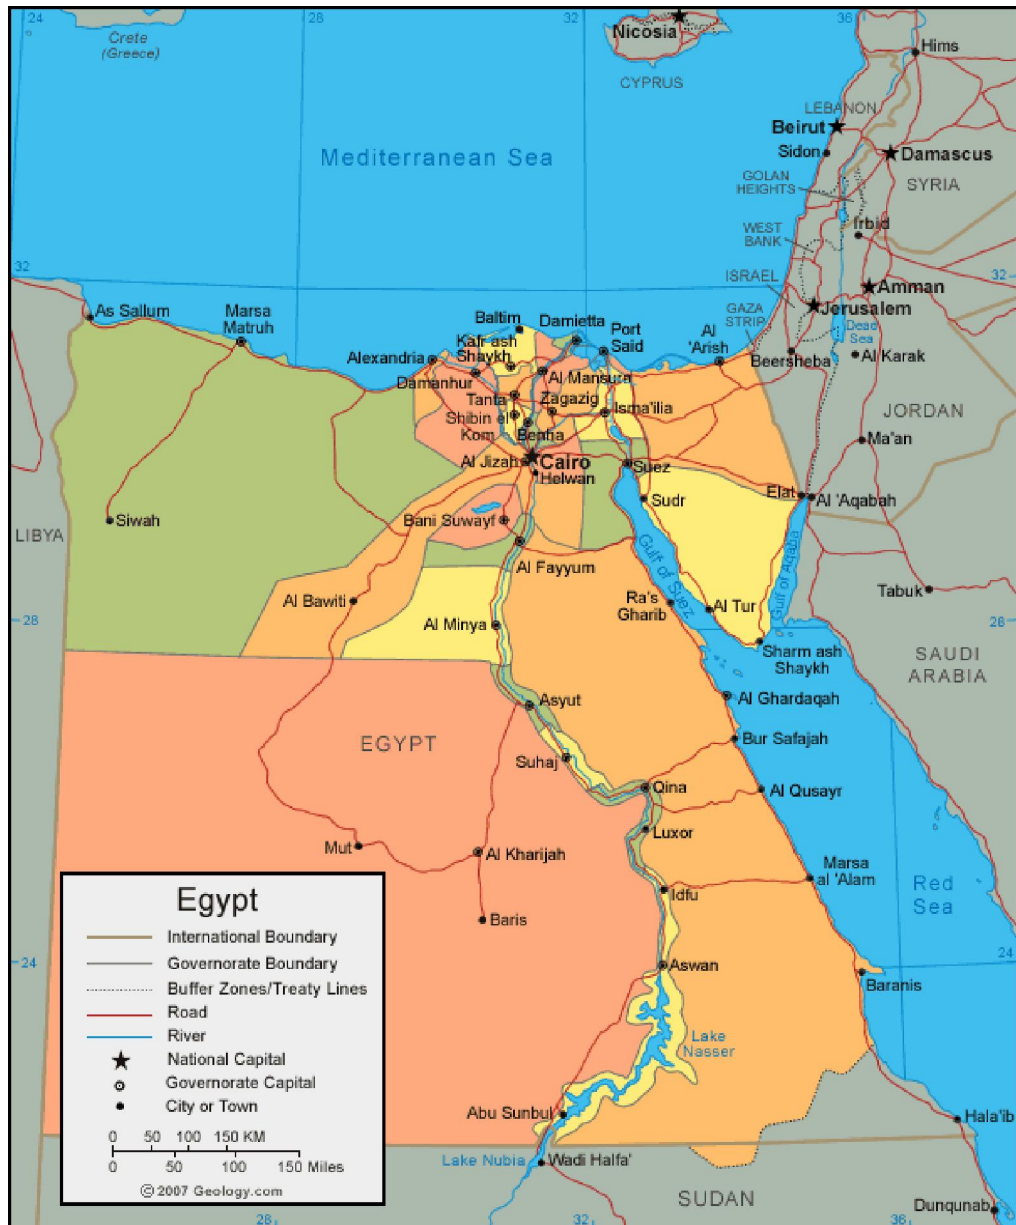 24
28
32
36
Crete
(Greece)
Nicosia
CYPRUS
Hims
LEBANON
Beirut
Sidon
Damascus
GOLAN
HEIGHTS
SYRIA
Mediterranean Sea
WEST
BANK
Irbid
32
32
ISRAEL
Amman
Jerusalem
GAZA
STRIP
Dead
Sea
As Sallum
Marsa
Matruh
Baltim
Damietta
Port
Said
Al
'Arish
Beersheba
Al Karak
Alexandria
Kafr ash
Shaykh
Damanhur
Al Mansura
Tanta
Zagazig
Isma'ilia
Shibin el
Kom
Benha
JORDAN
Ma'an
Al Jizah
Cairo
Helwan
Suez
Sudr
Elat
Al 'Aqabah
Siwah
LIBYA
Bani Suwayf
Al Fayyum
Gulf of Suez
Gulf of Aqaba
Tabuk
Al Bawiti
Ra's
Gharib
Al Tur
28
28
Al Minya
Sharm ash
Shaykh
SAUDI
ARABIA
Asyut
Al Ghardaqah
EGYPT
Suhaj
Bur Safajah
Qina
Al Qusayr
Luxor
Mut
Al Kharijah
Marsa
al 'Alam
Idfu
Red
Sea
Baris
24
24
Aswan
Baranis
Lake
Nasser
Abu Sunbul
Hala'ib
Lake Nubia
Wadi Halfa'
SUDAN
Dunqunab
28
32
36
Egypt
International Boundary
Governorate Boundary
Buffer Zones/Treaty Lines
Road
River
National Capital
Governorate Capital
City or Town
0 50 100 150 KM
0 50 100 150 Miles
©2007 Geology.com